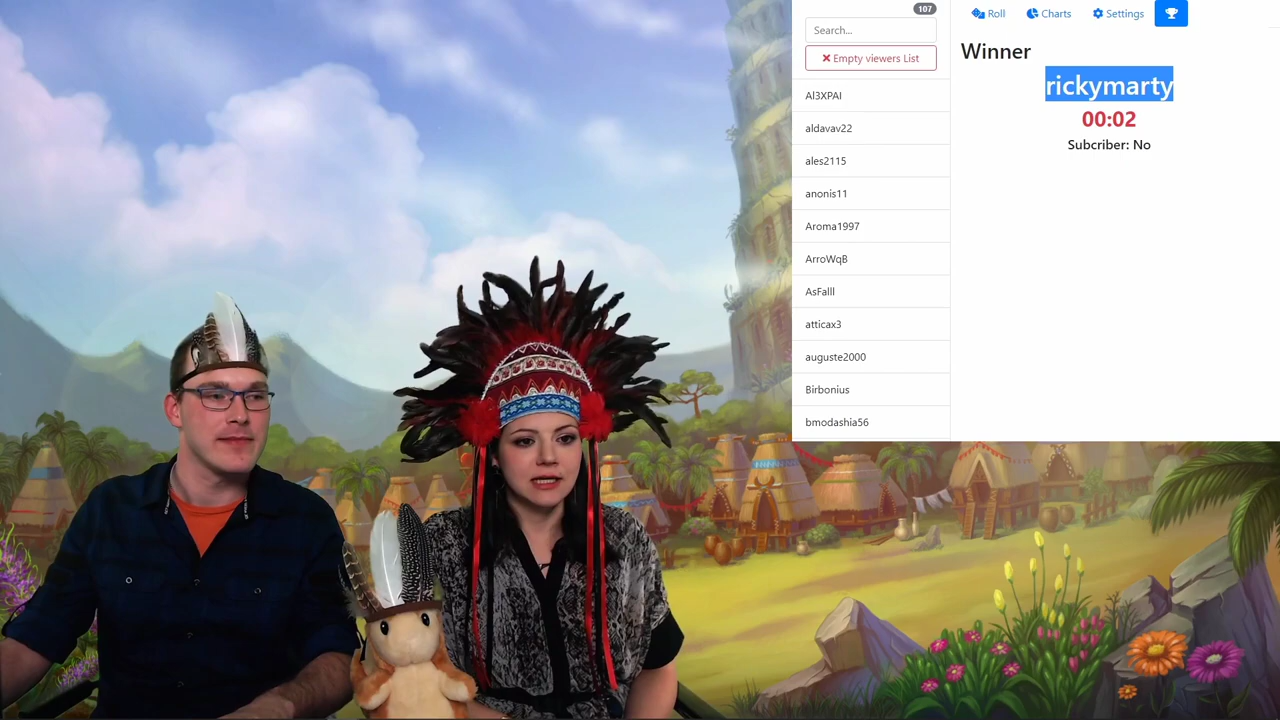 107
Search...
Empty viewers List
Al3XPAI
aldavav22
ales2115
anonis11
Aroma1997
ArroWqB
AsFalll
atticax3
auguste2000
Birbonius
bmodashia56
Roll
Charts
Settings
Winner
rickymarty
00:02
Subcriber: No